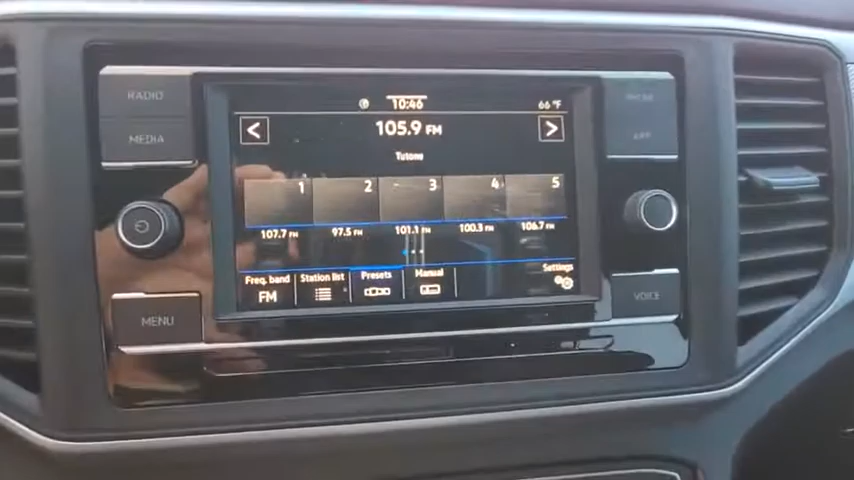 RADIO
MEDIA
MENU
10:46
66 °F
< 105.9 FM >
Tutone
1 2 3 4 5
107.7 FM 97.5 FM 101.1 FM 100.3 FM 106.7 FM
Freq. band Station list Presets Manual Settings
FM
PHONE
APP
VOICE